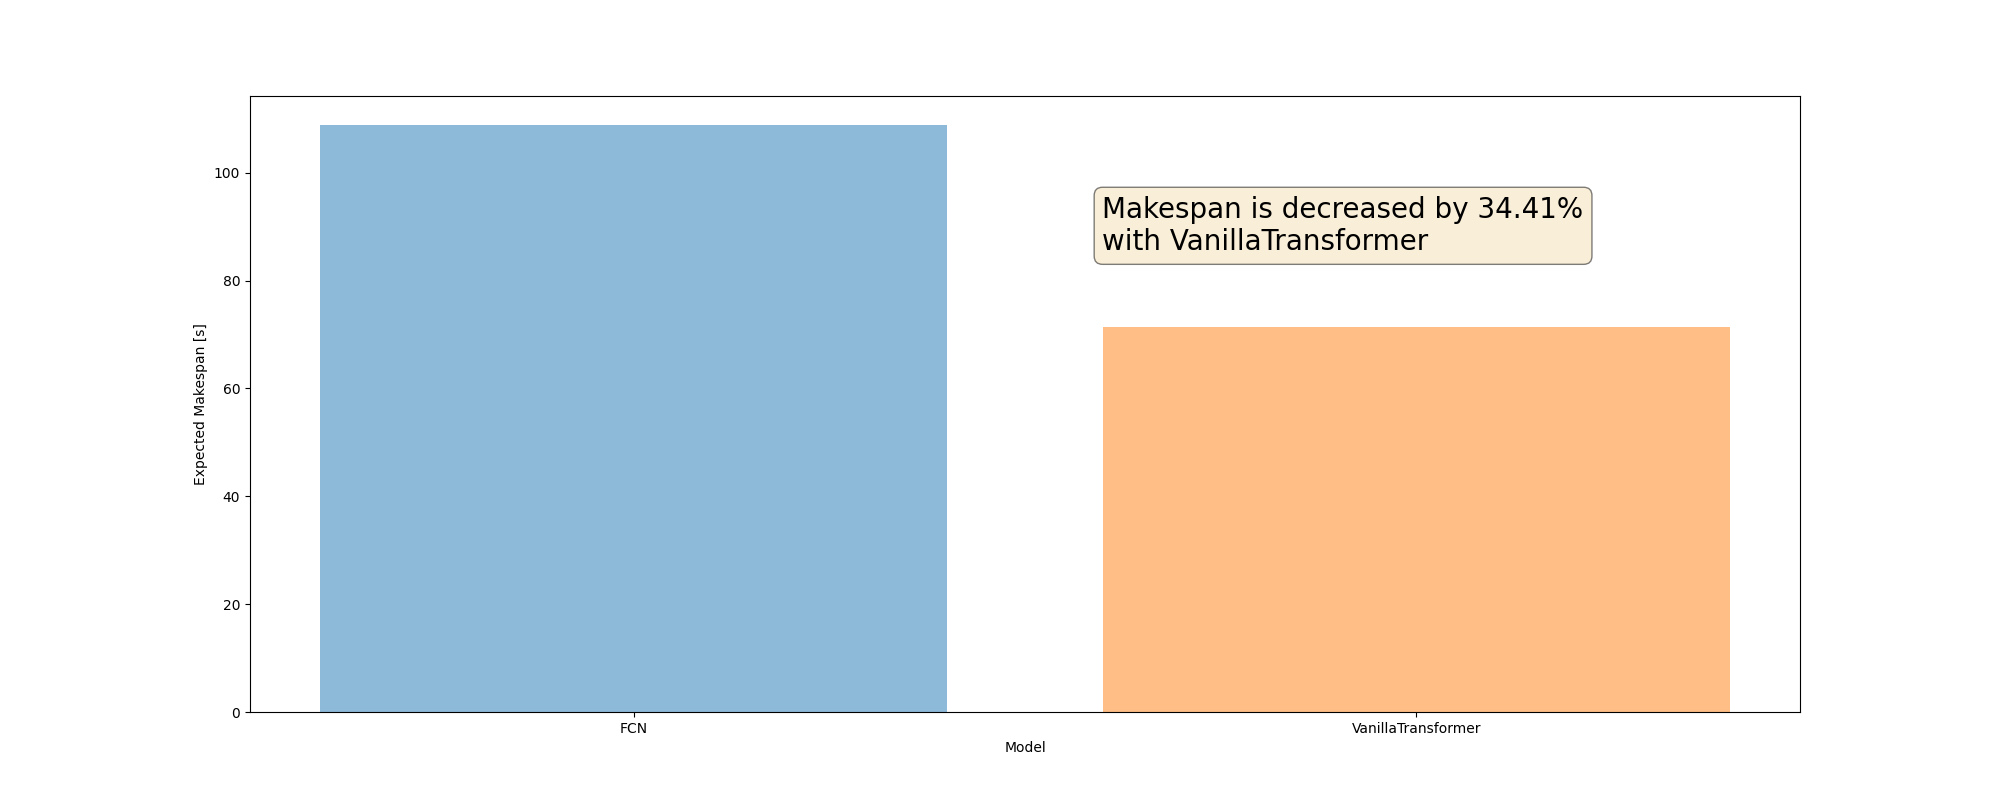 100
80
60
40
20
0
Expected Makespan [s]
Makespan is decreased by 34.41%
with VanillaTransformer
FCN
VanillaTransformer
Model